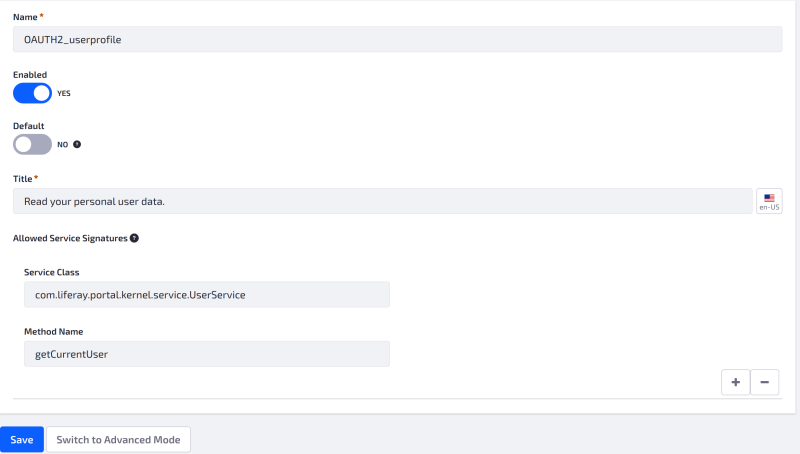 Name *
OAUTH2_userprofile
Enabled
YES
Default
NO ?
Title *
Read your personal user data.
en-US
Allowed Service Signatures ?
Service Class
com.liferay.portal.kernel.service.UserService
Method Name
getCurrentUser
+ −
Save Switch to Advanced Mode